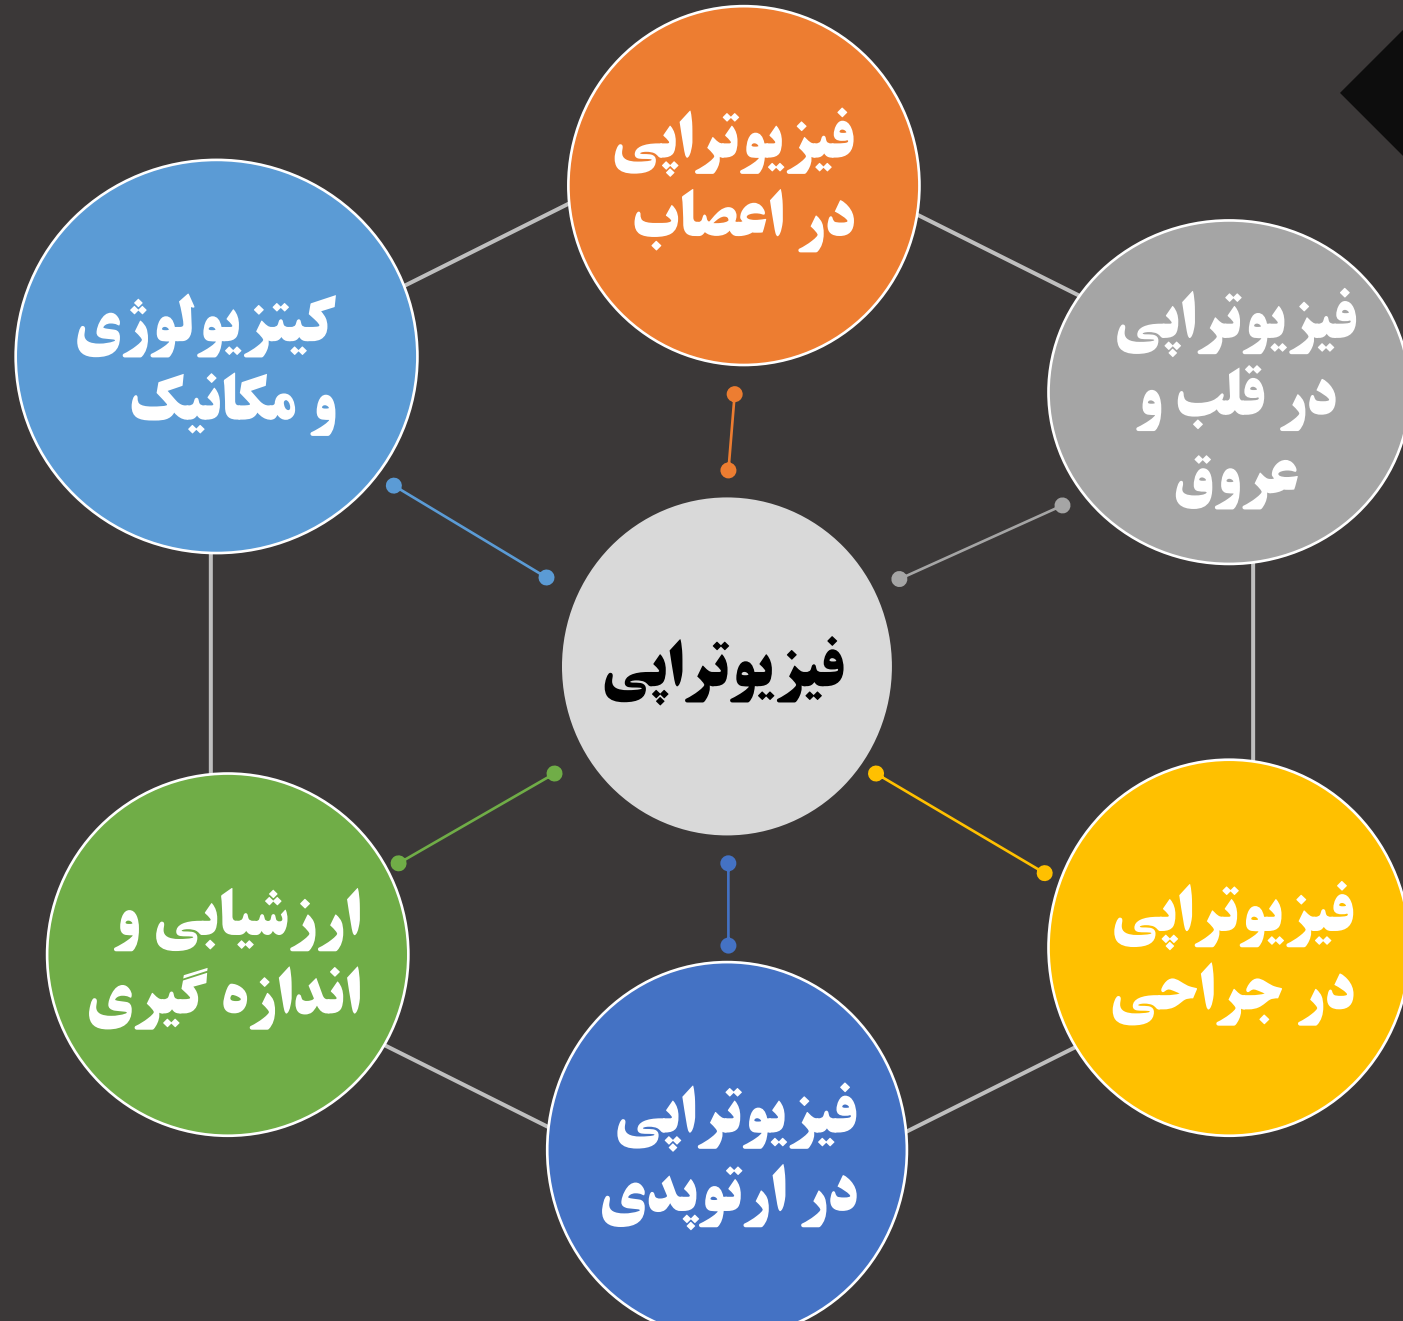 فیزیوتراپی
در اعصاب
فیزیوتراپی
در قلب و
عروق
کیتزیولوژی
و مکانیک
فیزیوتراپی
فیزیوتراپی
در جراحی
ارزشیابی و
اندازه گیری
فیزیوتراپی
در ارتوپدی